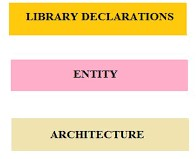 LIBRARY DECLARATIONS
ENTITY
ARCHITECTURE